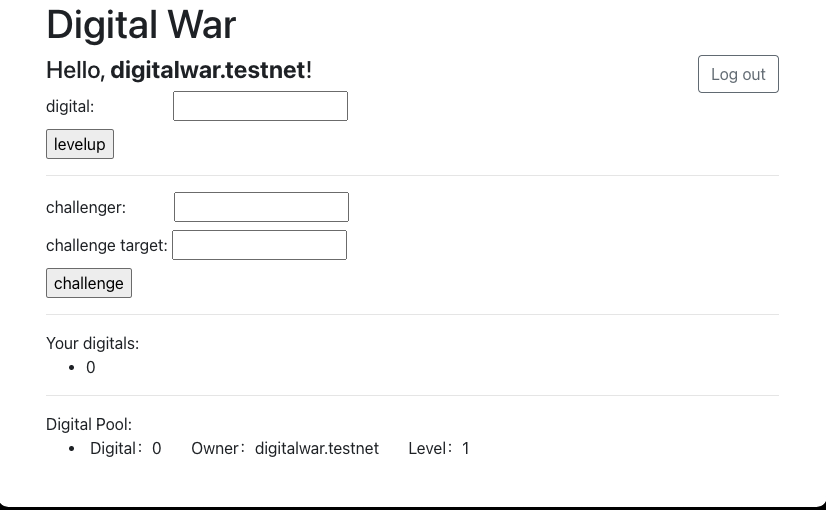 Digital War
Hello, digitalwar.testnet!
Log out
digital:
levelup
challenger:
challenge target:
challenge
Your digitals:
• 0
Digital Pool:
• Digital：0 Owner：digitalwar.testnet Level：1